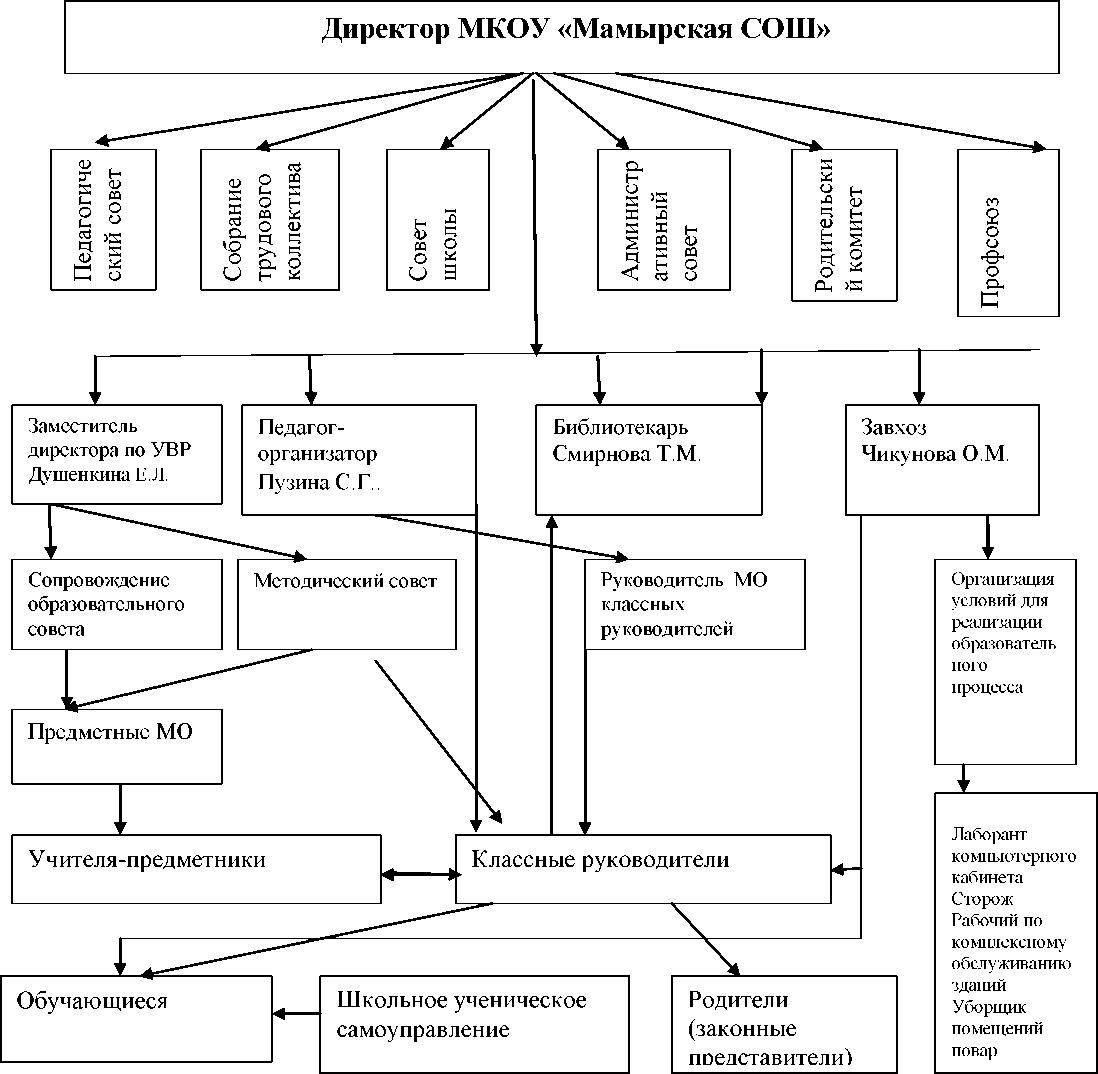 Директор МКОУ «Мамырская СОШ»
Педагогиче
ский совет
Собрание
трудового
коллектива
Совет
школы
Администр
ативный
совет
Родительски
й комитет
Профсоюз
Заместитель
директора по УВР
Душенкина Е.Л.
Педагог-
организатор
Пузина С.Г..
Библиотекарь
Смирнова Т.М.
Завхоз
Чикунова О.М.
Сопровождение
образовательного
совета
Методический совет
Руководитель МО
классных
руководителей
Организация
условий для
реализации
образователь
ного
процесса
Предметные МО
Учителя-предметники
Классные руководители
Лаборант
компьютерного
кабинета
Сторож
Рабочий по
комплексному
обслуживанию
зданий
Уборщик
помещений
повар
Обучающиеся
Школьное ученическое
самоуправление
Родители
(законные
представители)